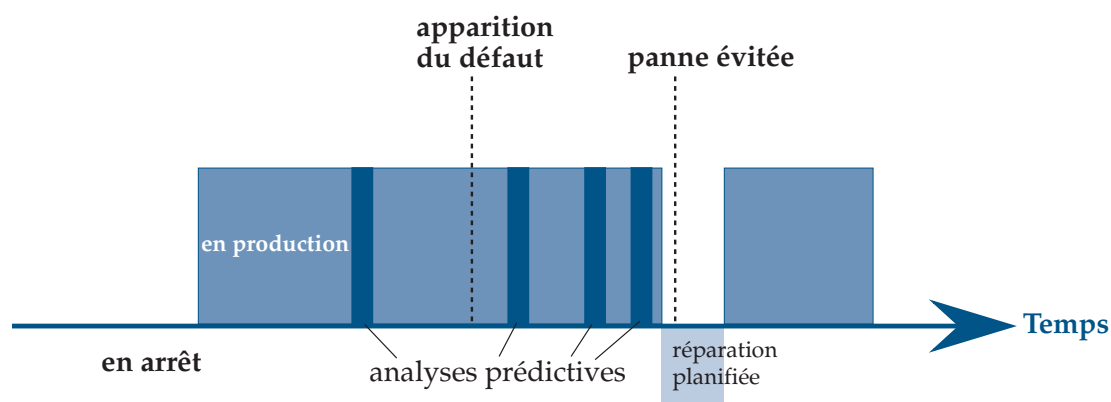 apparition
du défaut
panne évitée
en production
Temps
en arrêt
analyses prédictives
réparation
planifiée